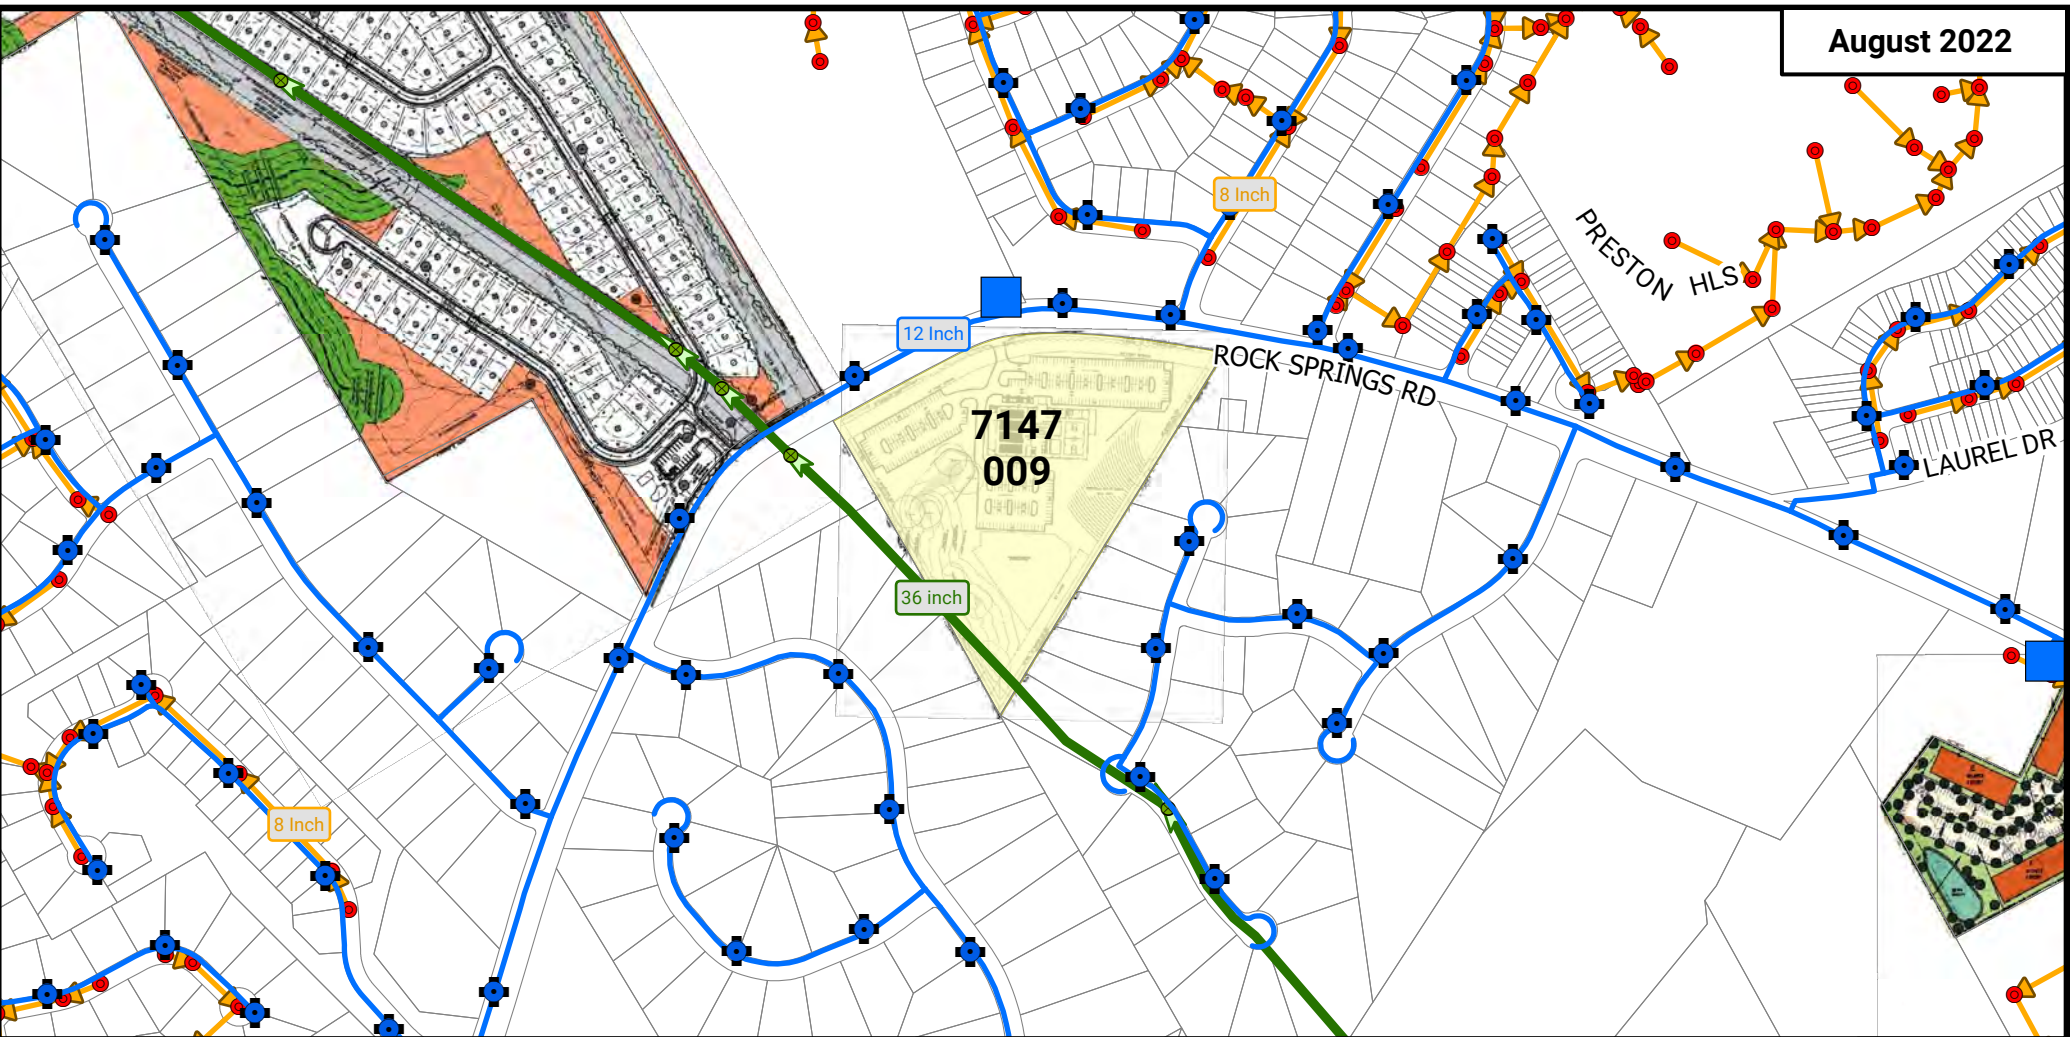 August 2022
8 Inch
PRESTON HLS
12 Inch
ROCK SPRINGS RD
7147
009
LAUREL DR
36 inch
8 Inch